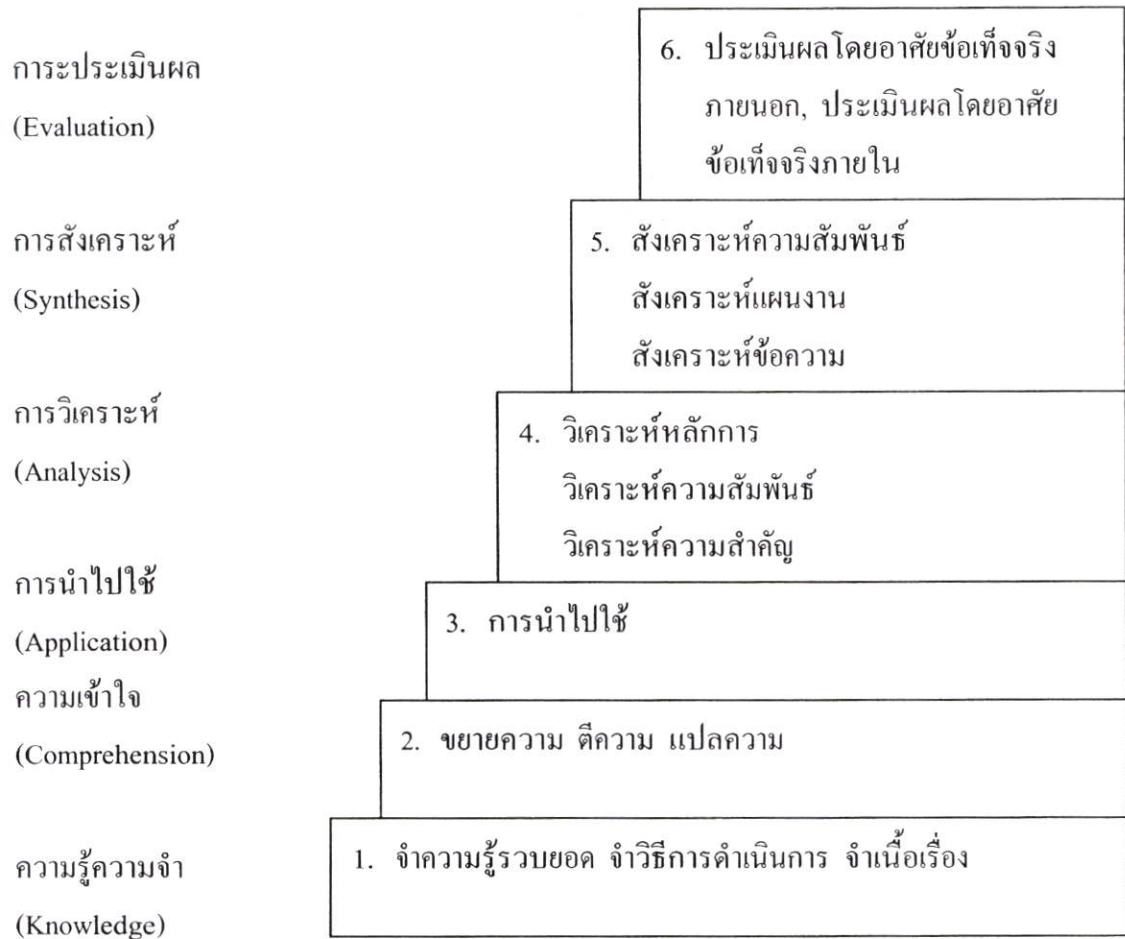 การะประเมินผล
(Evaluation)
6. ประเมินผลโดยอาศัยข้อเท็จจริง
ภายนอก, ประเมินผลโดยอาศัย
ข้อเท็จจริงภายใน
การสังเคราะห์
(Synthesis)
5. สังเคราะห์ความสัมพันธ์
สังเคราะห์แผนงาน
สังเคราะห์ข้อความ
การวิเคราะห์
(Analysis)
4. วิเคราะห์หลักการ
วิเคราะห์ความสัมพันธ์
วิเคราะห์ความสำคัญ
การนำไปใช้
(Application)
3. การนำไปใช้
ความเข้าใจ
(Comprehension)
2. ขยายความ ตีความ แปลความ
ความรู้ความจำ
(Knowledge)
1. จำความรู้รวบยอด จำวิธีการดำเนินการ จำเนื้อเรื่อง